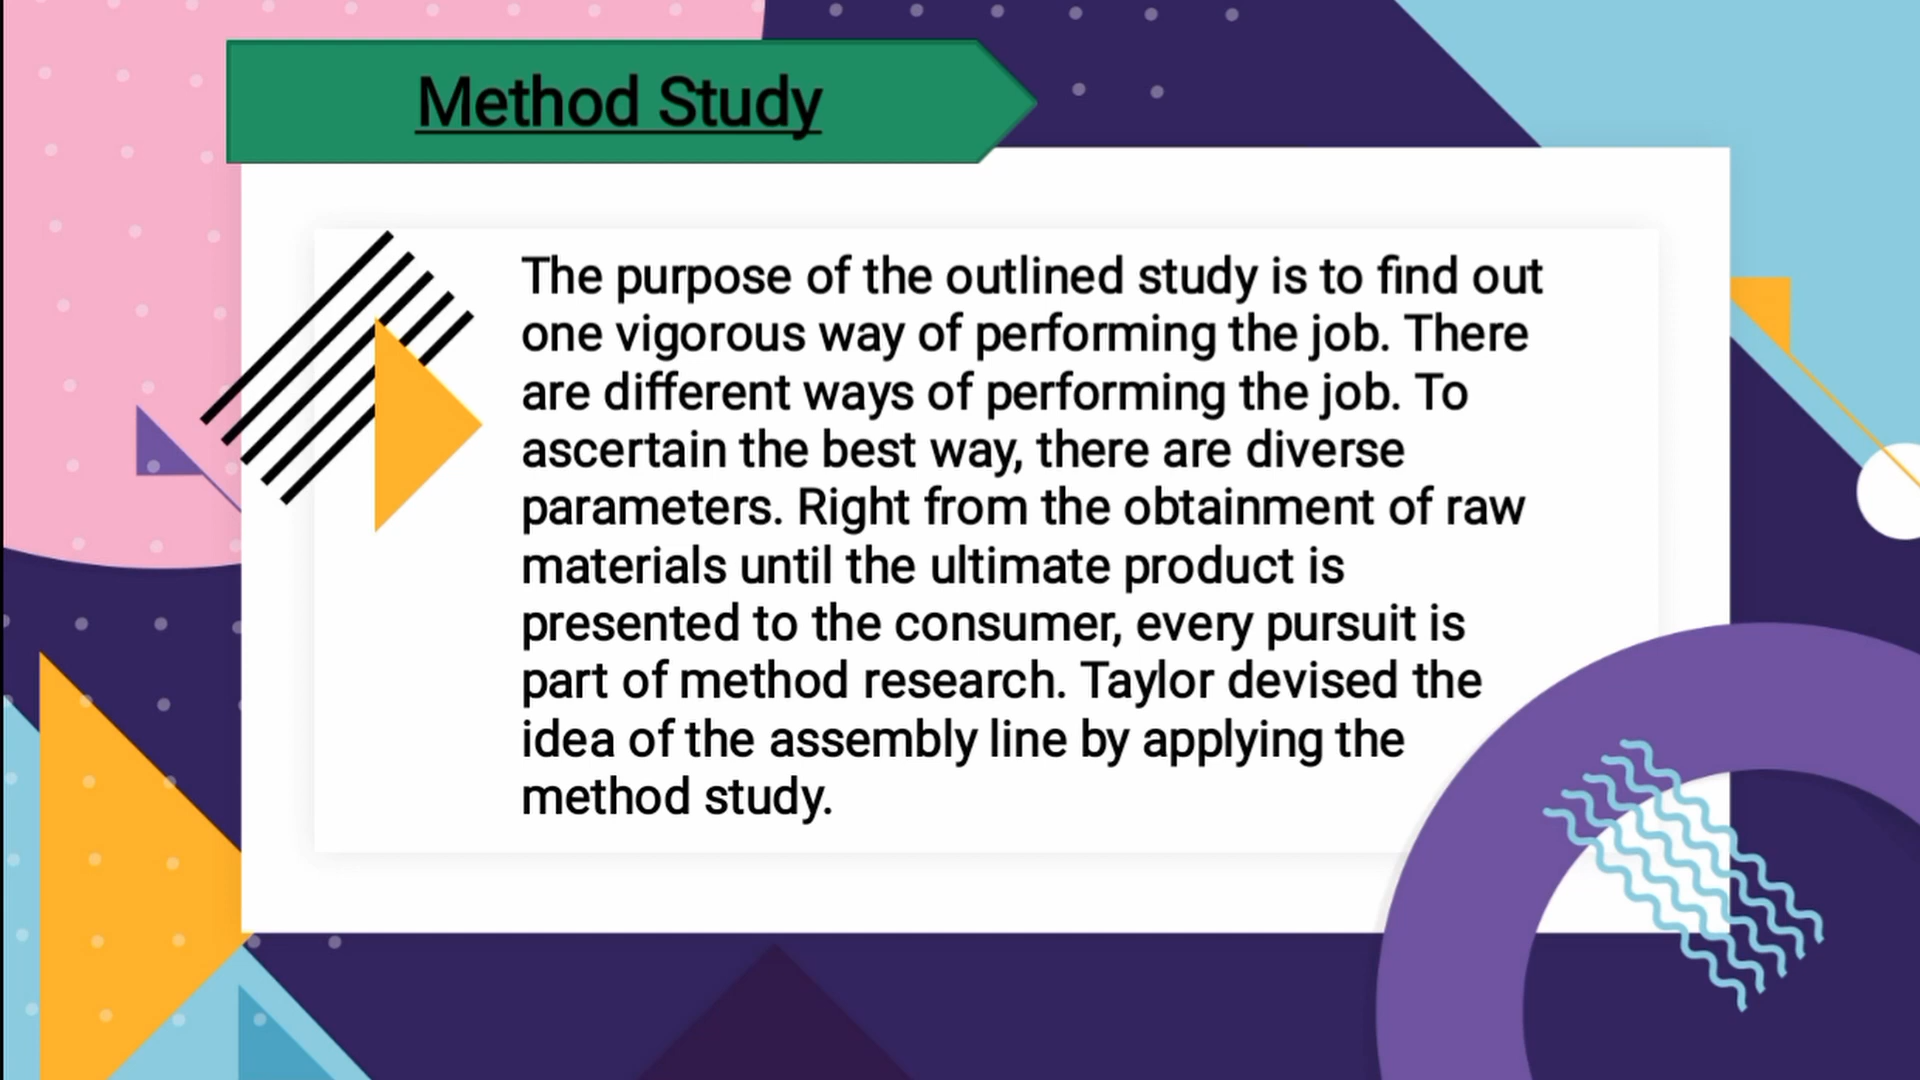 Method Study
The purpose of the outlined study is to find out
one vigorous way of performing the job. There
are different ways of performing the job. To
ascertain the best way, there are diverse
parameters. Right from the obtainment of raw
materials until the ultimate product is
presented to the consumer, every pursuit is
part of method research. Taylor devised the
idea of the assembly line by applying the
method study.